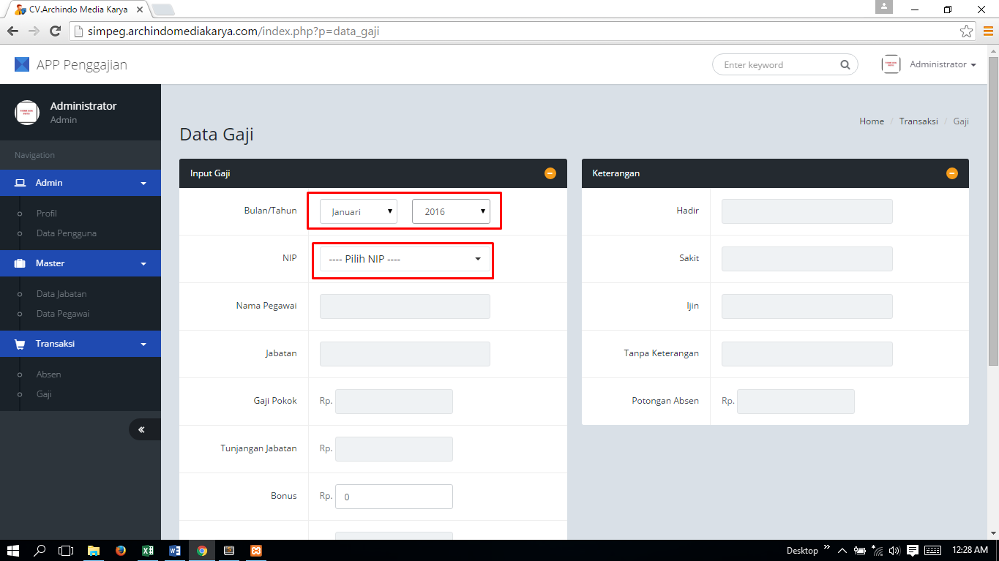 CV.Archindo Media Karya
simpeg.archindomediakarya.com/index.php?p=data_gaji
APP Penggajian
Enter keyword
Administrator
Administrator
Admin
Navigation
Admin
Profil
Data Pengguna
Master
Data Jabatan
Data Pegawai
Transaksi
Absen
Gaji
Home / Transaksi / Gaji
Data Gaji
Input Gaji
Bulan/Tahun Januari 2016
NIP ---- Pilih NIP ----
Nama Pegawai
Jabatan
Gaji Pokok Rp.
Tunjangan Jabatan Rp.
Bonus Rp. 0
Keterangan
Hadir
Sakit
Ijin
Tanpa Keterangan
Potongan Absen Rp.
Desktop
12:28 AM